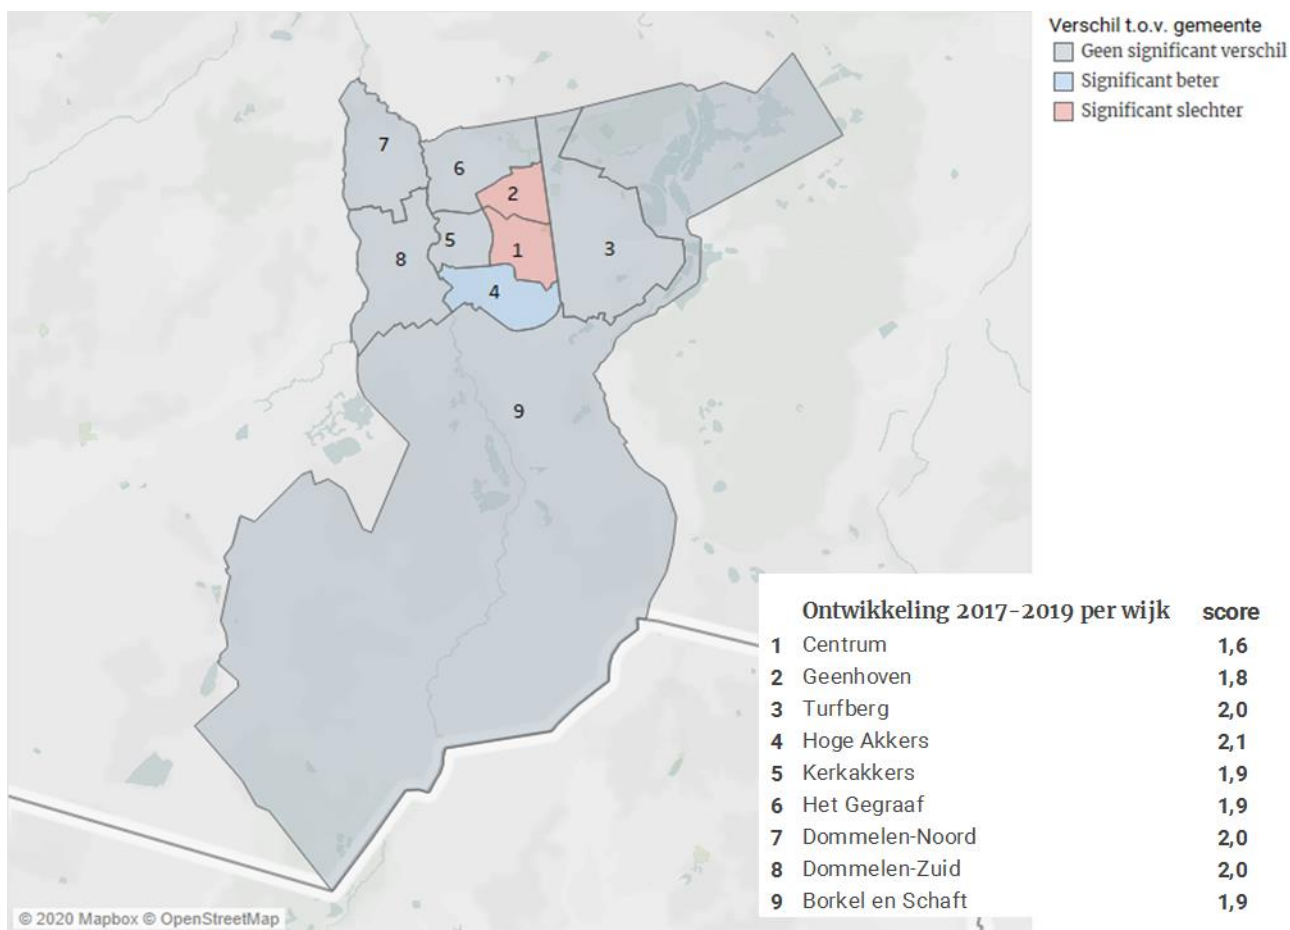 Verschil t.o.v. gemeente
Geen significant verschil
Significant beter
Significant slechter
7
6
2
5
1
3
8
4
9
Ontwikkeling 2017-2019 per wijk score
1 Centrum 1,6
2 Geenhoven 1,8
3 Turfberg 2,0
4 Hoge Akkers 2,1
5 Kerkakkers 1,9
6 Het Gegraaf 1,9
7 Dommelen-Noord 2,0
8 Dommelen-Zuid 2,0
9 Borkel en Schaft 1,9
© 2020 Mapbox © OpenStreetMap